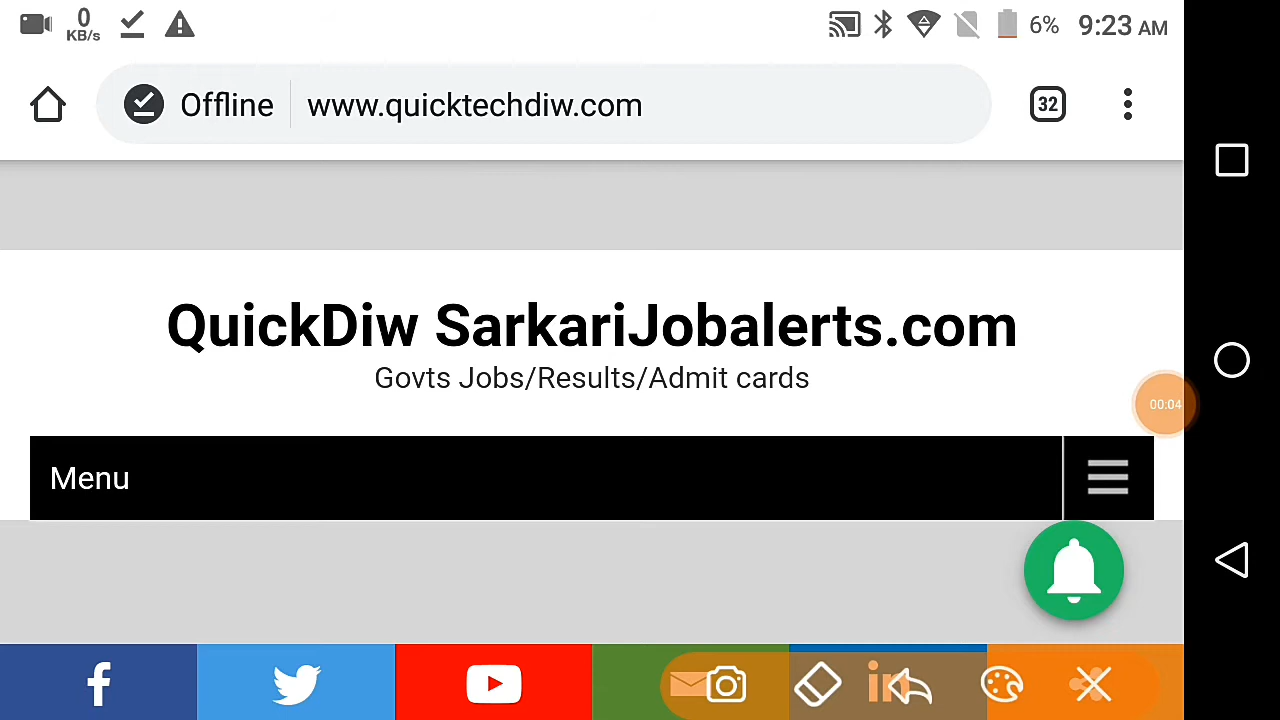 0
KB/s
6%
9:23 AM
Offline
www.quicktechdiw.com
32
QuickDiw SarkariJobalerts.com
Govts Jobs/Results/Admit cards
00:04
Menu
f
in